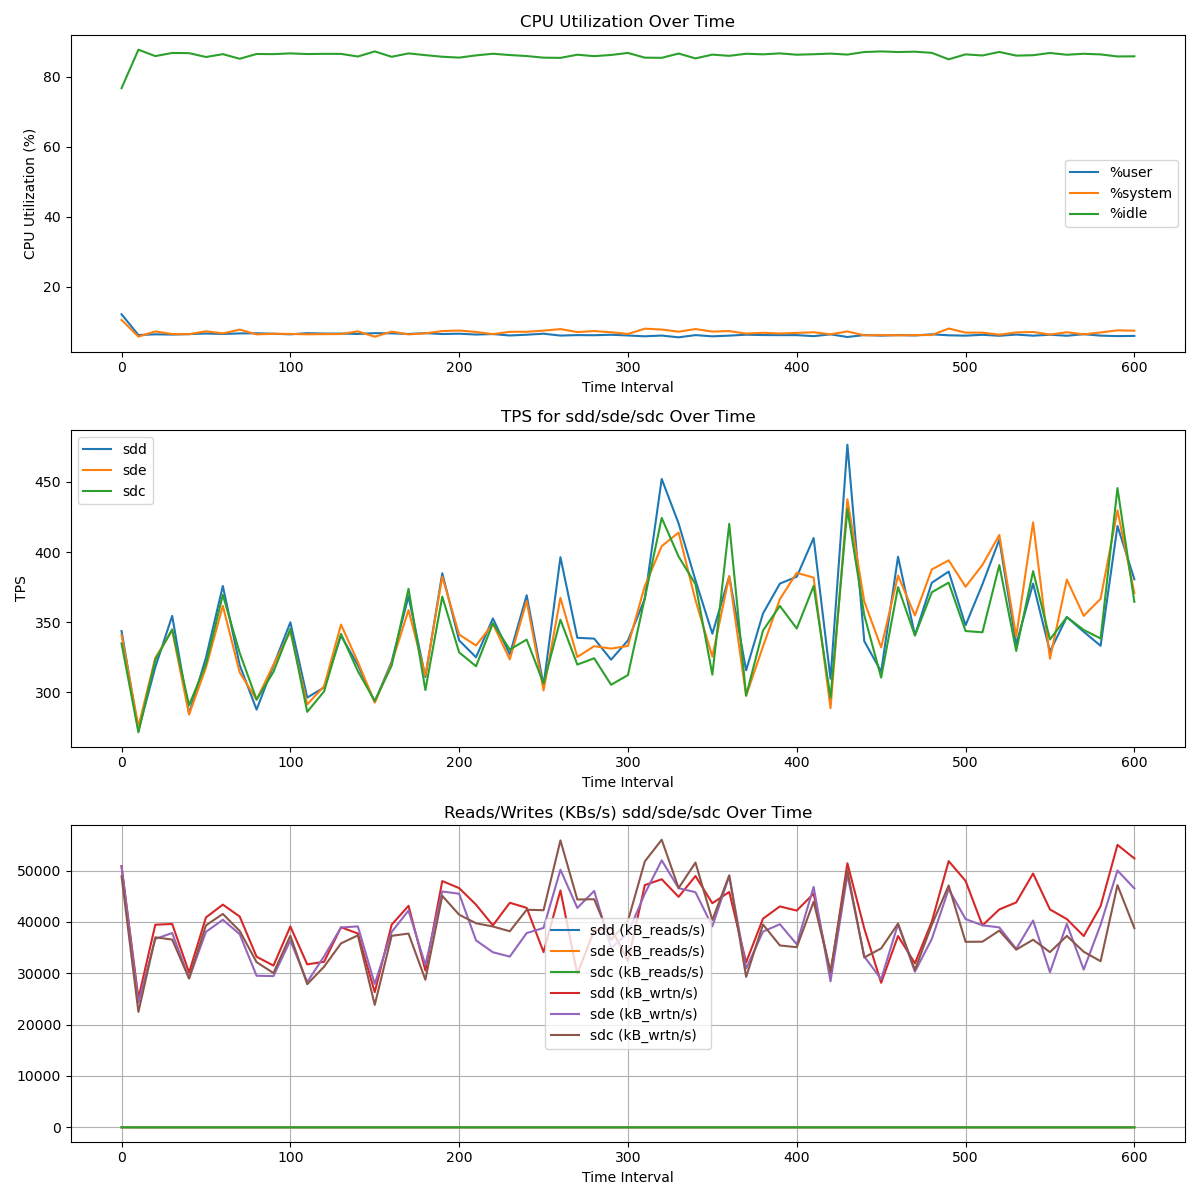 CPU Utilization Over Time
CPU Utilization (%)
80
60
40
20
%user
%system
%idle
0
100
200
300
400
500
600
Time Interval
TPS for sdd/sde/sdc Over Time
TPS
450
400
350
300
sdd
sde
sdc
0
100
200
300
400
500
600
Time Interval
Reads/Writes (KBs/s) sdd/sde/sdc Over Time
50000
40000
30000
20000
10000
0
sdd (kB_reads/s)
sde (kB_reads/s)
sdc (kB_reads/s)
sdd (kB_wrtn/s)
sde (kB_wrtn/s)
sdc (kB_wrtn/s)
0
100
200
300
400
500
600
Time Interval